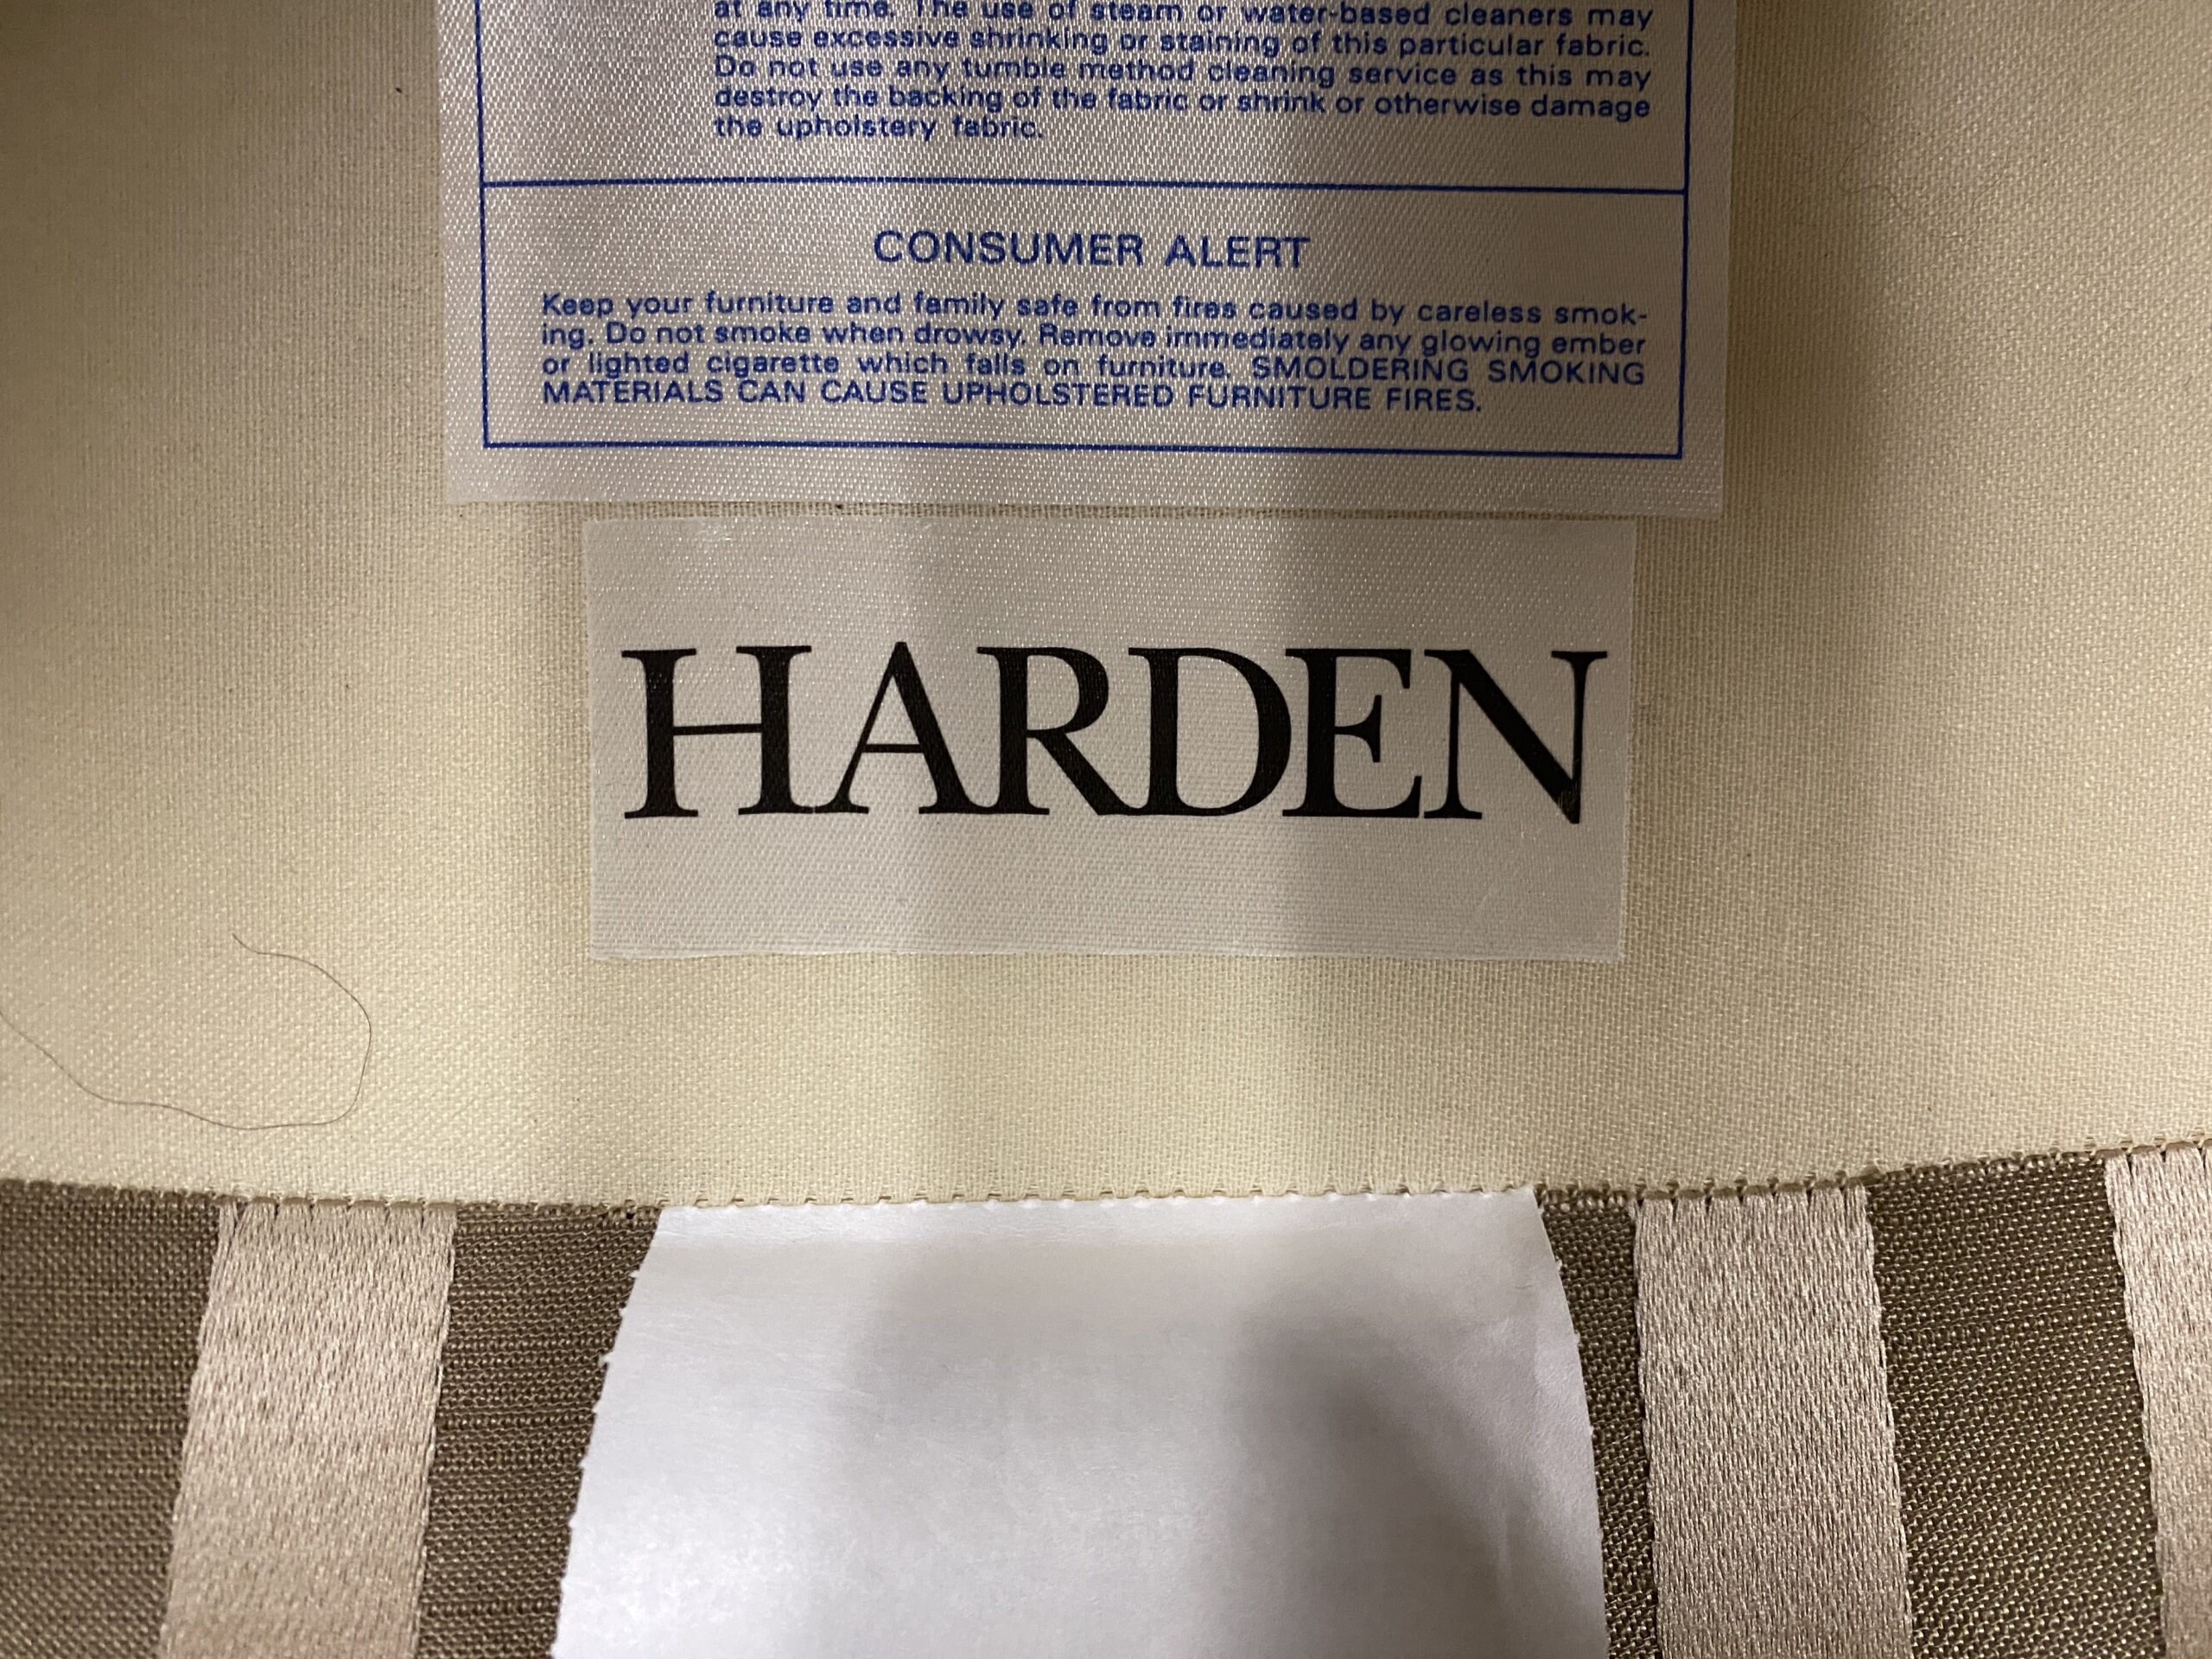 at any time. The use of steam or water-based cleaners may
cause excessive shrinking or staining of this particular fabric.
Do not use any tumble method cleaning service as this may
destroy the backing of the fabric or shrink or otherwise damage
the upholstery fabric.
CONSUMER ALERT
Keep your furniture and family safe from fires caused by careless smok-
ing. Do not smoke when drowsy. Remove immediately any glowing ember
or lighted cigarette which falls on furniture. SMOLDERING SMOKING
MATERIALS CAN CAUSE UPHOLSTERED FURNITURE FIRES.
HARDEN